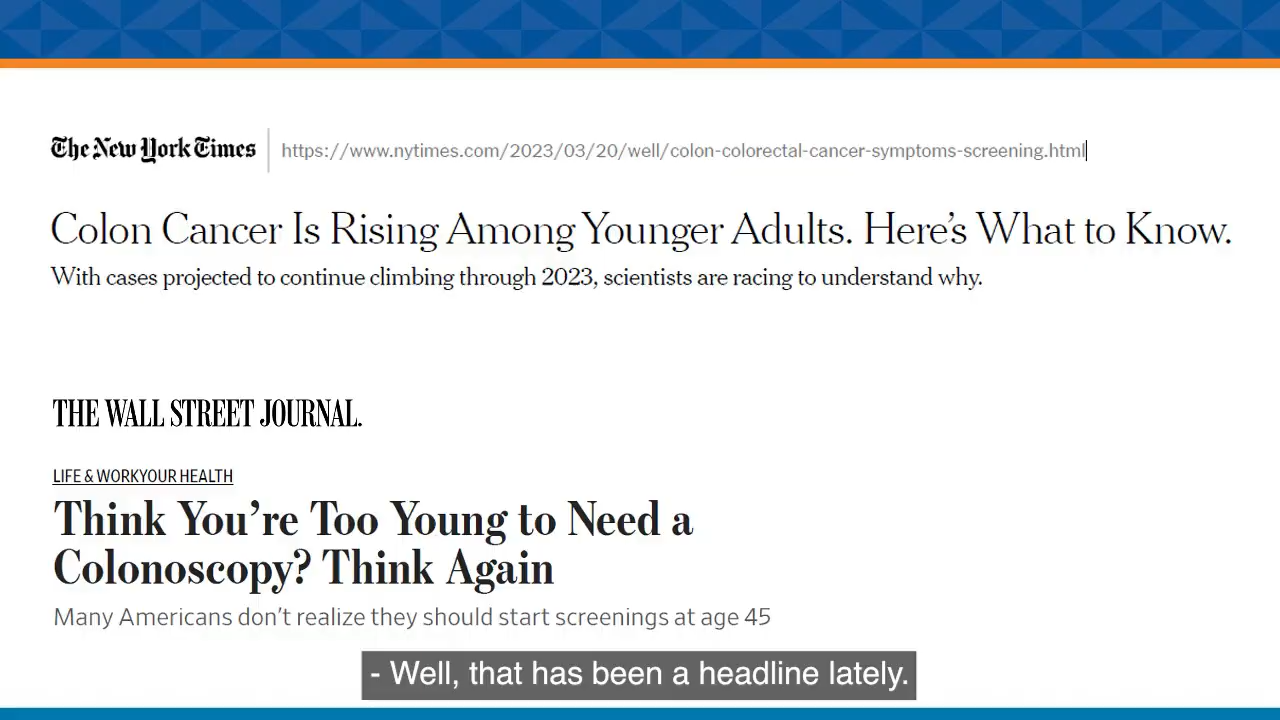 The New York Times
https://www.nytimes.com/2023/03/20/well/colon-colorectal-cancer-symptoms-screening.html
Colon Cancer Is Rising Among Younger Adults. Here’s What to Know.
With cases projected to continue climbing through 2023, scientists are racing to understand why.
THE WALL STREET JOURNAL.
LIFE & WORKYOUR HEALTH
Think You’re Too Young to Need a
Colonoscopy? Think Again
Many Americans don’t realize they should start screenings at age 45
- Well, that has been a headline lately.